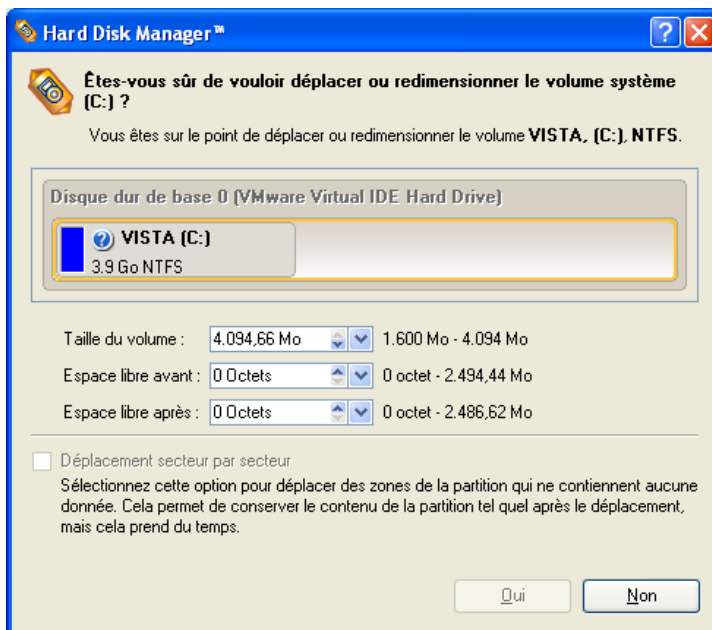 Hard Disk Manager™
Êtes-vous sûr de vouloir déplacer ou redimensionner le volume système
(C:) ?
Vous êtes sur le point de déplacer ou redimensionner le volume VISTA, (C:), NTFS.
Disque dur de base 0 (VMware Virtual IDE Hard Drive)
VISTA (C:)
3.9 Go NTFS
Taille du volume : 4.094,66 Mo 1.600 Mo - 4.094 Mo
Espace libre avant : 0 Octets 0 octet - 2.494,44 Mo
Espace libre après : 0 Octets 0 octet - 2.486,62 Mo
Déplacement secteur par secteur
Sélectionnez cette option pour déplacer des zones de la partition qui ne contiennent aucune
donnée. Cela permet de conserver le contenu de la partition tel quel après le déplacement,
mais cela prend du temps.
Oui Non